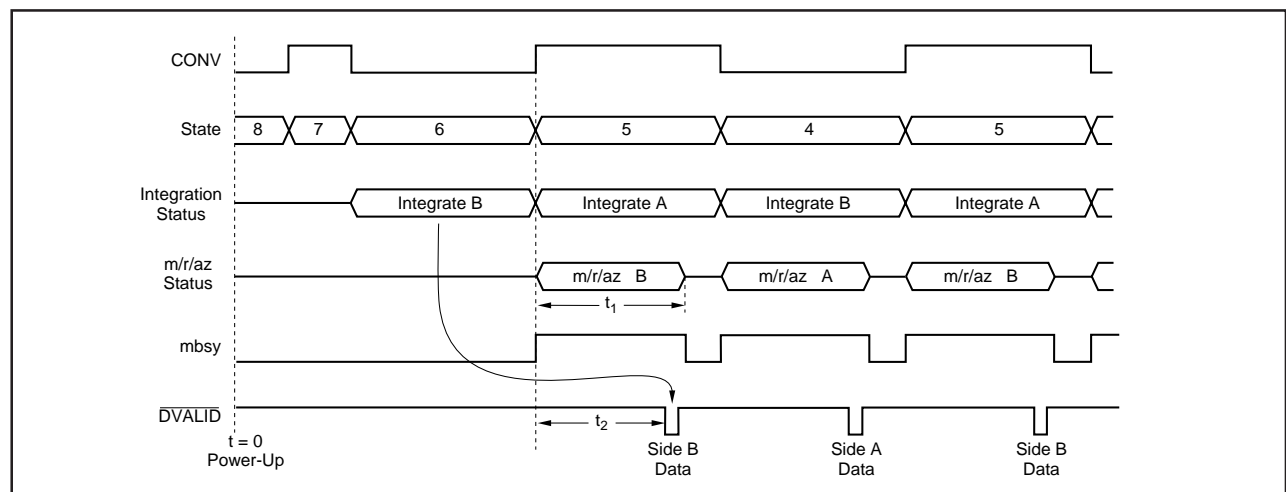 CONV
State
8 7 6 5 4 5
Integration
Status
Integrate B Integrate A Integrate B Integrate A
m/r/az
Status
m/r/az B m/r/az A m/r/az B
t1
mbsy
DVALID
t2
t = 0
Power-Up
Side B
Data
Side A
Data
Side B
Data